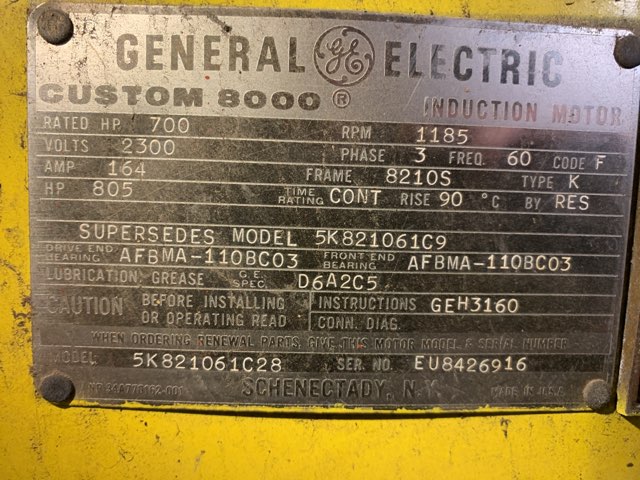 GENERAL GE ELECTRIC
CUSTOM 8000 ® INDUCTION MOTOR
RATED HP 700 RPM 1185
VOLTS 2300 PHASE 3 FREQ. 60 CODE F
AMP 164 FRAME 8210S TYPE K
HP 805 TIME RATING CONT RISE 90 °C BY RES
SUPERSEDES MODEL 5K821061C9
DRIVE END BEARING AFBMA-110BC03 FRONT END BEARING AFBMA-110BC03
LUBRICATION GREASE G.E. SPEC. D6A2C5
CAUTION BEFORE INSTALLING OR OPERATING READ INSTRUCTIONS GEH3160
CONN. DIAG.
WHEN ORDERING RENEWAL PARTS, GIVE THIS MODEL & SERIAL NUMBER
MODEL 5K821061C28 SER. NO. EU8426916
NP SCHENECTADY, N.Y. MADE IN U.S.A.